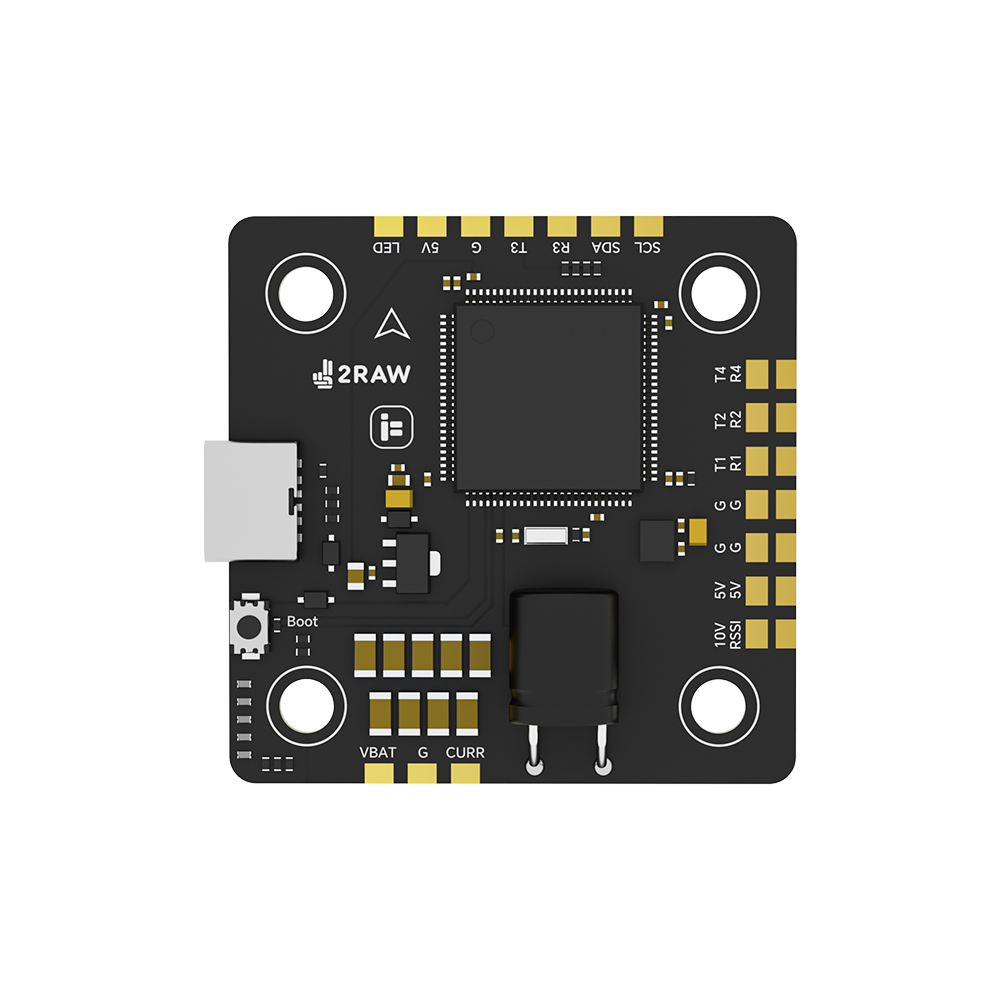 LED 5V G T3 R3 SDA SCL
2RAW
T4
R4
T2
R2
T1
R1
G
G
G
G
5V
5V
10V
RSSI
Boot
VBAT G CURR